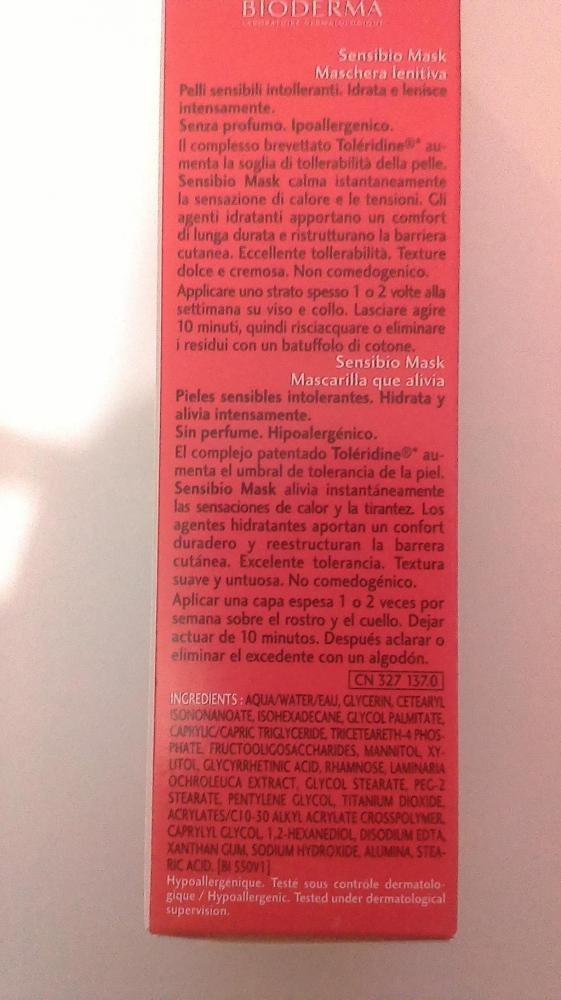 BIODERMA
LABORATOIRE DERMATOLOGIQUE
Sensibio Mask
Maschera lenitiva
Pelli sensibili intolleranti. Idrata e lenisce
intensamente.
Senza profumo. Ipoallergenico.
Il complesso brevettato Toléridine®* au-
menta la soglia di tollerabilità della pelle.
Sensibio Mask calma istantaneamente
la sensazione di calore e le tensioni. Gli
agenti idratanti apportano un comfort
di lunga durata e ristrutturano la barriera
cutanea. Eccellente tollerabilità. Texture
dolce e cremosa. Non comedogenico.
Applicare uno strato spesso 1 o 2 volte alla
settimana su viso e collo. Lasciare agire
10 minuti, quindi risciacquare o eliminare
i residui con un batuffolo di cotone.
Sensibio Mask
Mascarilla que alivia
Pieles sensibles intolerantes. Hidrata y
alivia intensamente.
Sin perfume. Hipoalergénico.
El complejo patentado Toléridine®* au-
menta el umbral de tolerancia de la piel.
Sensibio Mask alivia instantáneamente
las sensaciones de calor y la tirantez. Los
agentes hidratantes aportan un confort
duradero y reestructuran la barrera
cutánea. Excelente tolerancia. Textura
suave y untuosa. No comedogénico.
Aplicar una capa espesa 1 o 2 veces por
semana sobre el rostro y el cuello. Dejar
actuar de 10 minutos. Después aclarar o
eliminar el excedente con un algodón.
CN 327 137.0
INGREDIENTS : AQUA/WATER/EAU, GLYCERIN, CETEARYL
ISONONANOATE, ISOHEXADECANE, GLYCOL PALMITATE,
CAPRYLIC/CAPRIC TRIGLYCERIDE, TRICETEARETH-4 PHOS-
PHATE, FRUCTOOLIGOSACCHARIDES, MANNITOL, XY-
LITOL, GLYCYRRHETINIC ACID, RHAMNOSE, LAMINARIA
OCHROLEUCA EXTRACT, GLYCOL STEARATE, PEG-2
STEARATE, PENTYLENE GLYCOL, TITANIUM DIOXIDE,
ACRYLATES/C10-30 ALKYL ACRYLATE CROSSPOLYMER,
CAPRYLYL GLYCOL, 1,2-HEXANEDIOL, DISODIUM EDTA,
XANTHAN GUM, SODIUM HYDROXIDE, ALUMINA, STEA-
RIC ACID. [BI 550V1]
Hypoallergénique. Testé sous contrôle dermatolo-
gique / Hypoallergenic. Tested under dermatological
supervision.